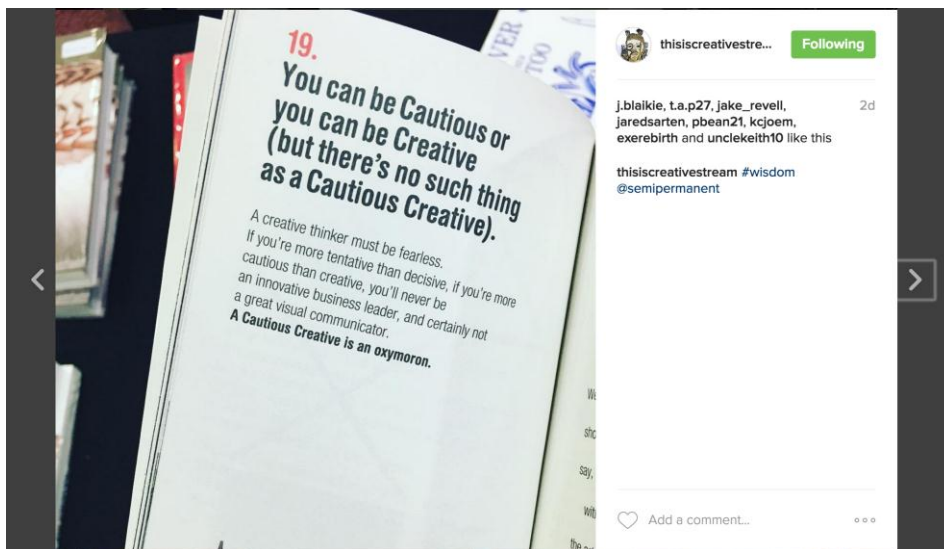 19.
You can be Cautious or
you can be Creative
(but there's no such thing
as a Cautious Creative).
A creative thinker must be fearless.
If you're more tentative than decisive, if you're more
cautious than creative, you'll never be
an innovative business leader, and certainly not
a great visual communicator.
A Cautious Creative is an oxymoron.
VER
TOO
say,
thisiscreativestre...
Following
j.blaikie, t.a.p27, jake_revell,
2d
jaredsarten, pbean21, kcjoem,
exerebirth and unclekeith10 like this
thisiscreativestream #wisdom
@semipermanent
Add a comment...